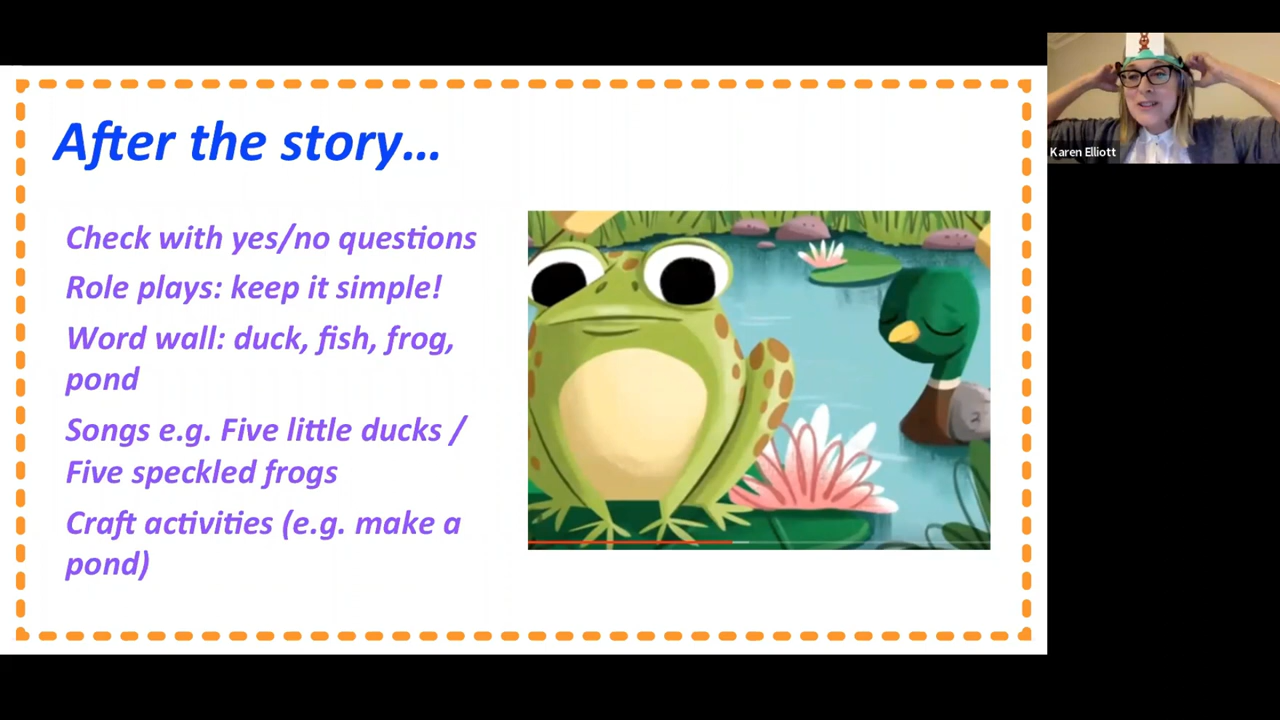 After the story...
Check with yes/no questions
Role plays: keep it simple!
Word wall: duck, fish, frog,
pond
Songs e.g. Five little ducks /
Five speckled frogs
Craft activities (e.g. make a
pond)
Karen Elliott